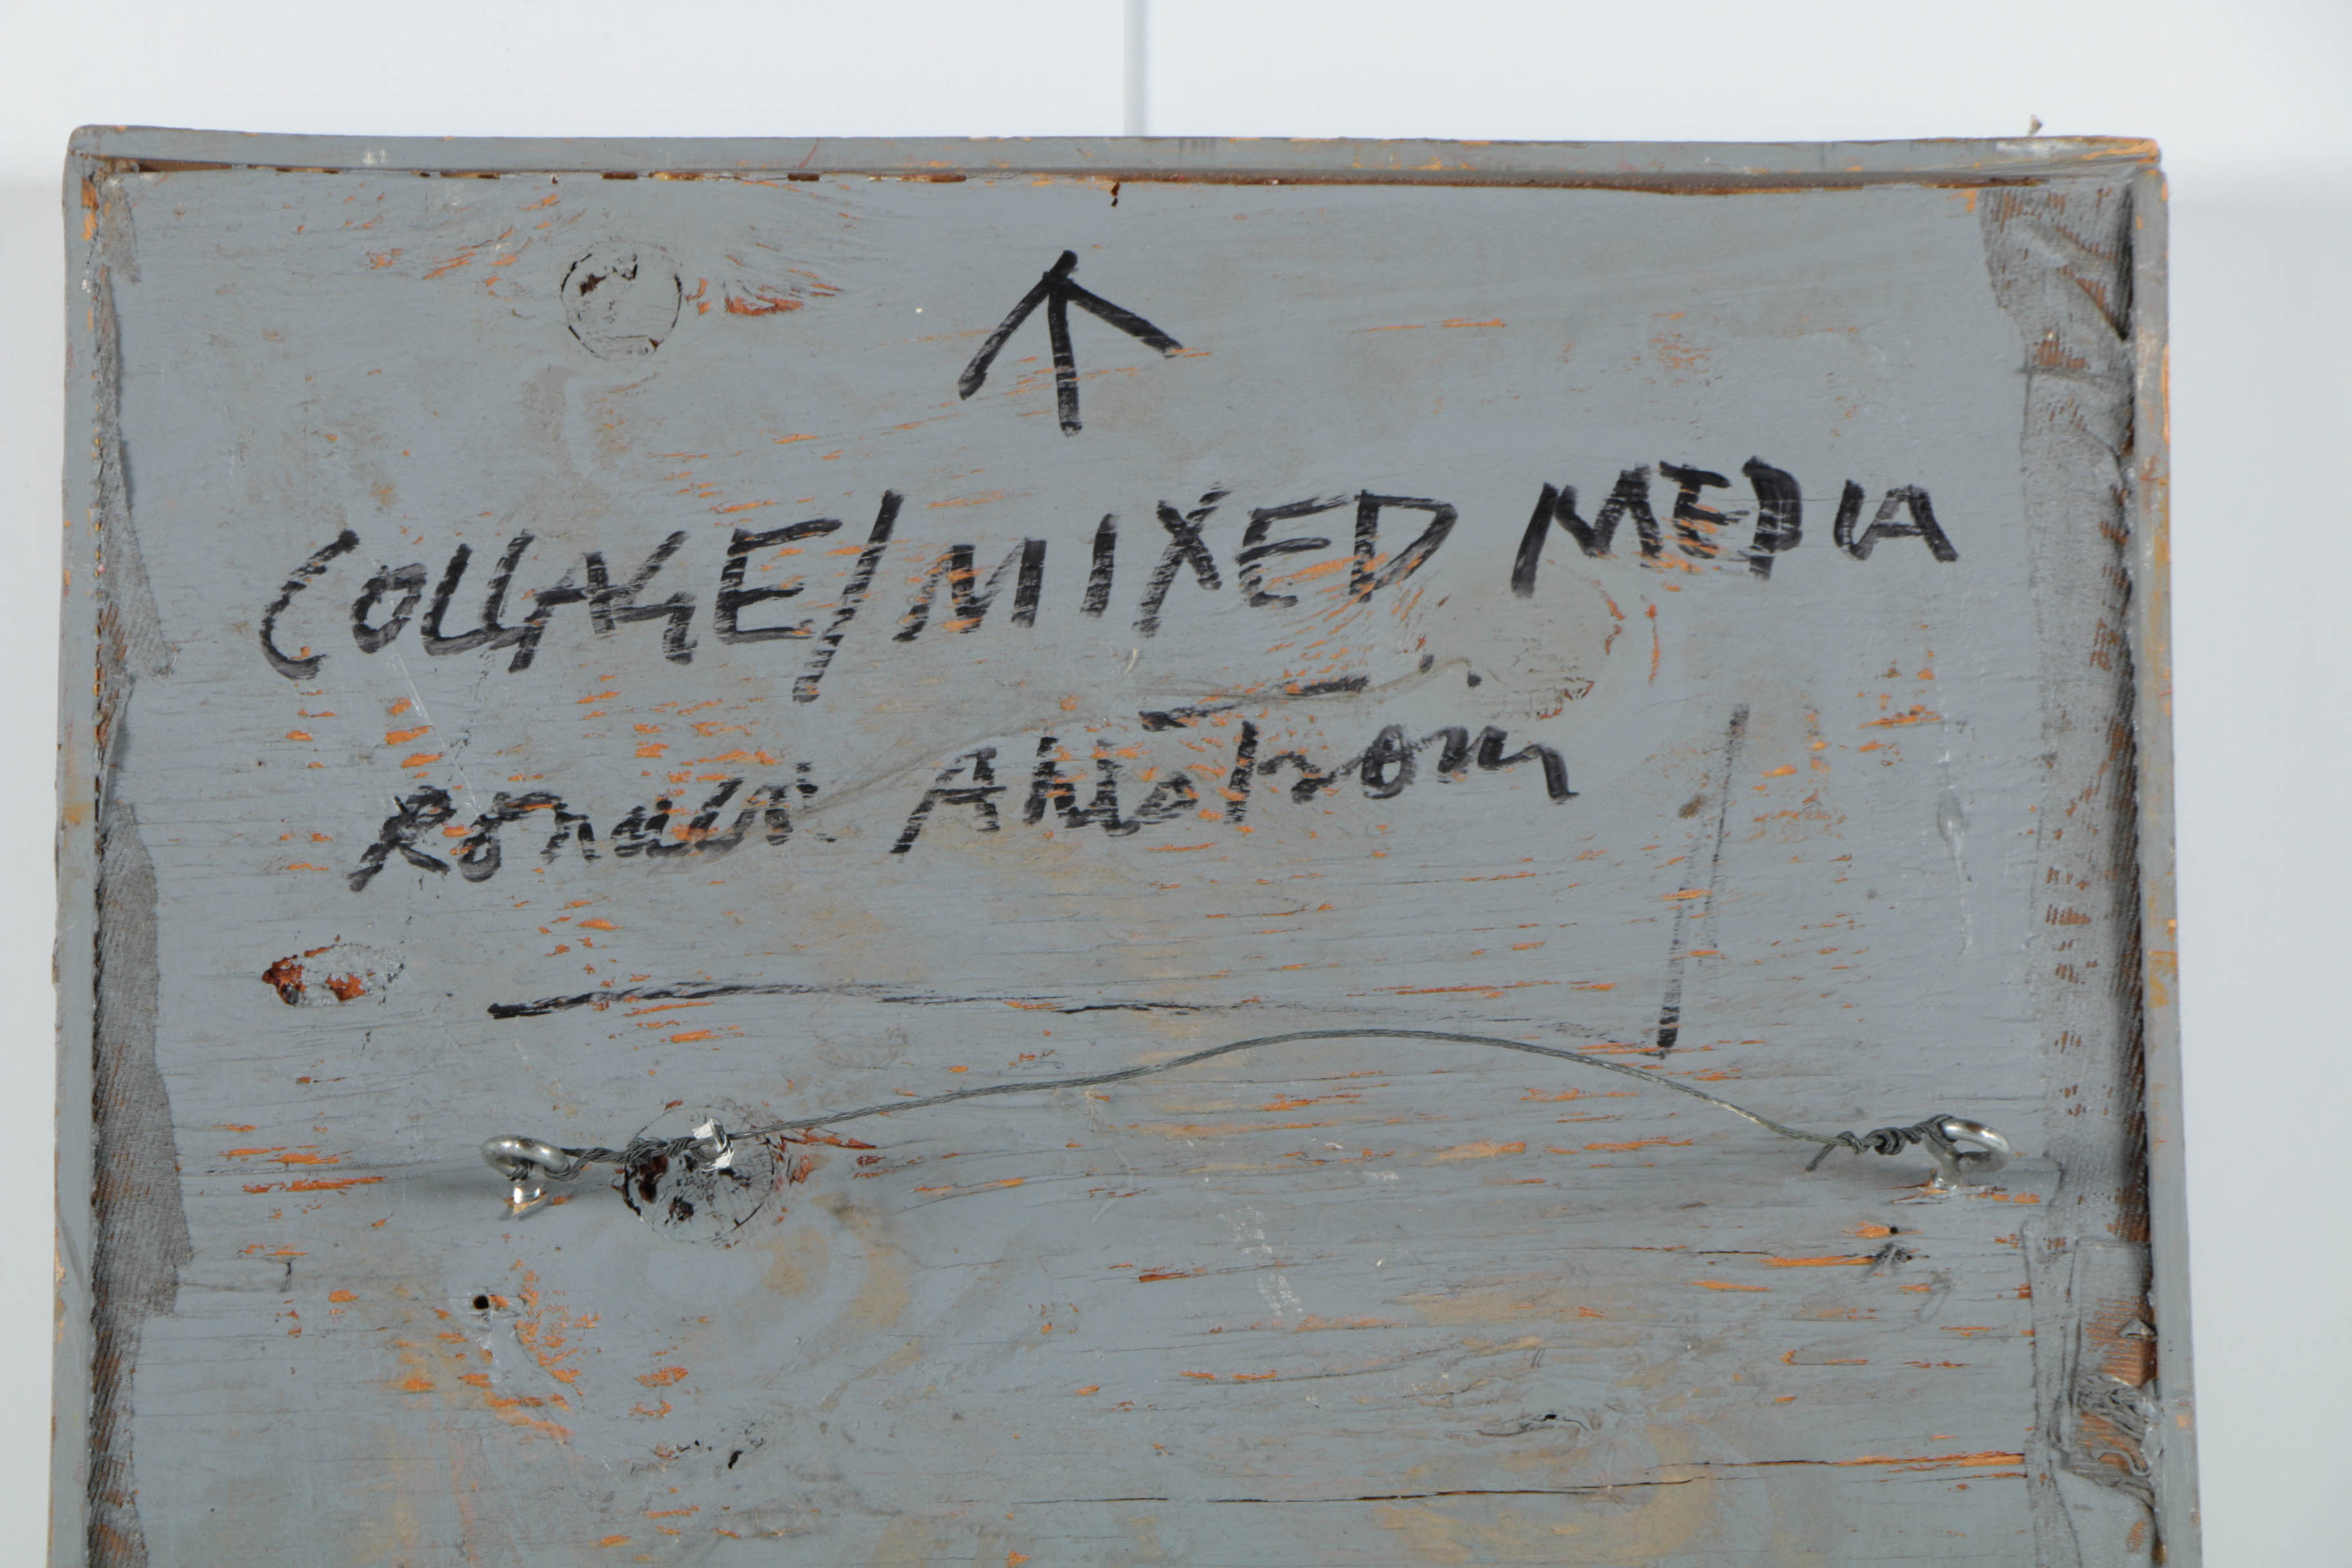 ↑
COLLAGE/MIXED MEDIA
Ronald Ahlstrom